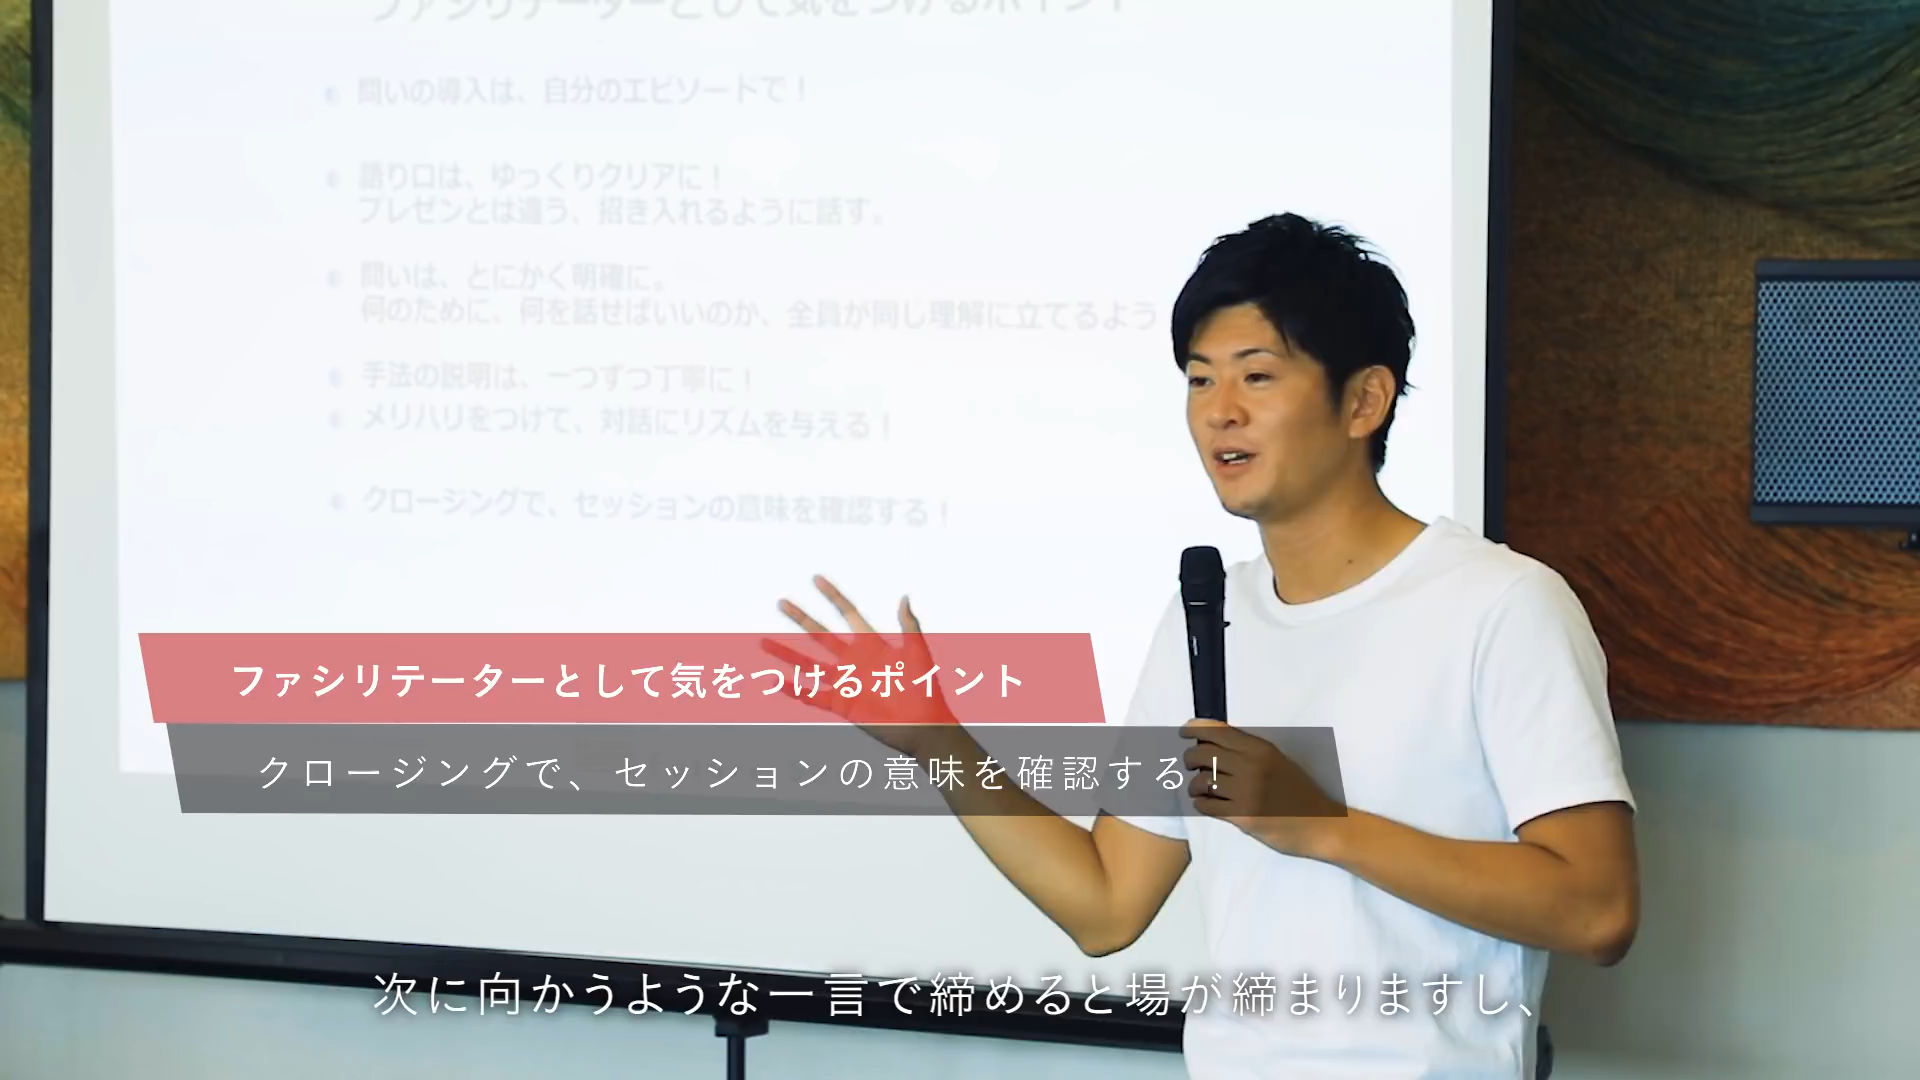 ファシリテーターとして気をつけるポイント
問いの導入は、自分のエピソードで！
語り口は、ゆっくりクリアに！
プレゼンとは違う、招き入れるように話す。
問いは、とにかく明確に。
何のために、何を話せばいいのか、全員が同じ理解に立てるよう
手法の説明は、一つずつ丁寧に！
メリハリをつけて、対話にリズムを与える！
クロージングで、セッションの意味を確認する！
ファシリテーターとして気をつけるポイント
クロージングで、セッションの意味を確認する！
次に向かうような一言で締めると場が締まりますし、